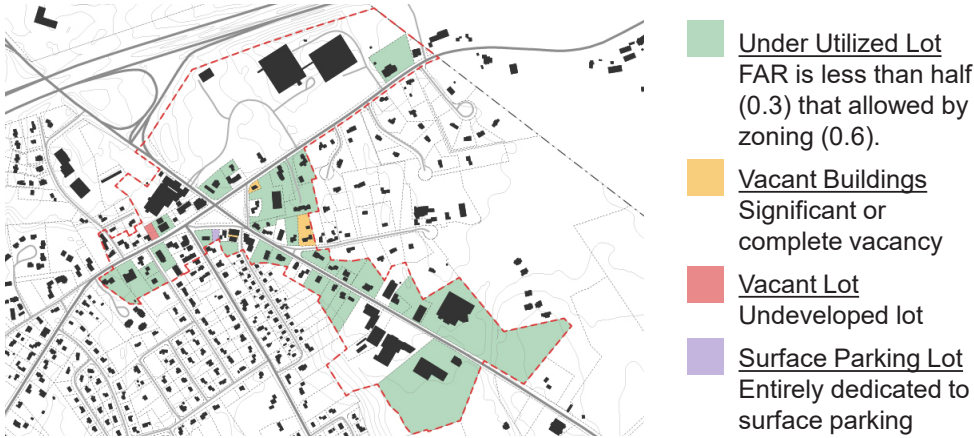 Under Utilized Lot
FAR is less than half
(0.3) that allowed by
zoning (0.6).
Vacant Buildings
Significant or
complete vacancy
Vacant Lot
Undeveloped lot
Surface Parking Lot
Entirely dedicated to
surface parking